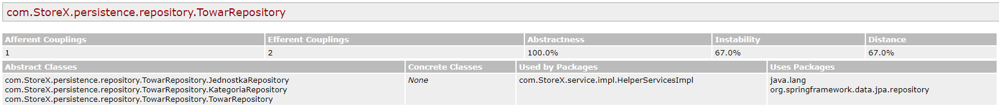 com.StoreX.persistence.repository.TowarRepository
Afferent Couplings Efferent Couplings Abstractness Instability Distance
1 2 100.0% 67.0% 67.0%
Abstract Classes Concrete Classes Used by Packages Uses Packages
com.StoreX.persistence.repository.TowarRepository.JednostkaRepository None com.StoreX.service.impl.HelperServicesImpl java.lang
com.StoreX.persistence.repository.TowarRepository.KategoriaRepository org.springframework.data.jpa.repository
com.StoreX.persistence.repository.TowarRepository.TowarRepository